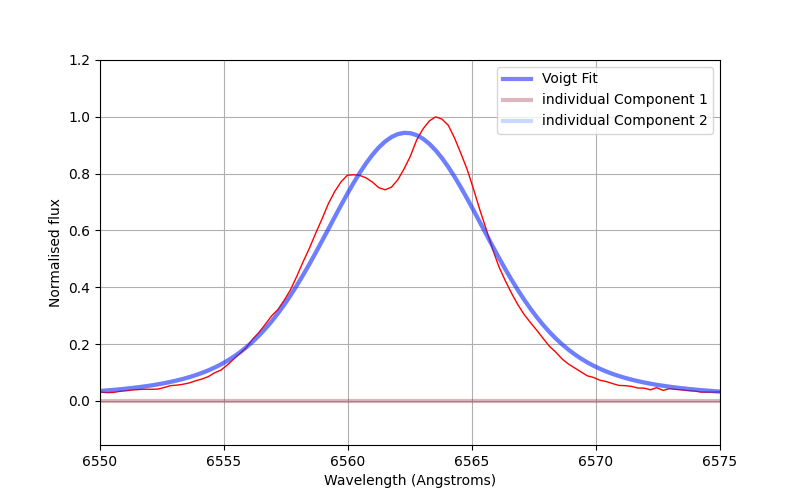 1.2
1.0
0.8
0.6
0.4
0.2
0.0
Normalised flux
6550 6555 6560 6565 6570 6575
Wavelength (Angstroms)
Voigt Fit
individual Component 1
individual Component 2